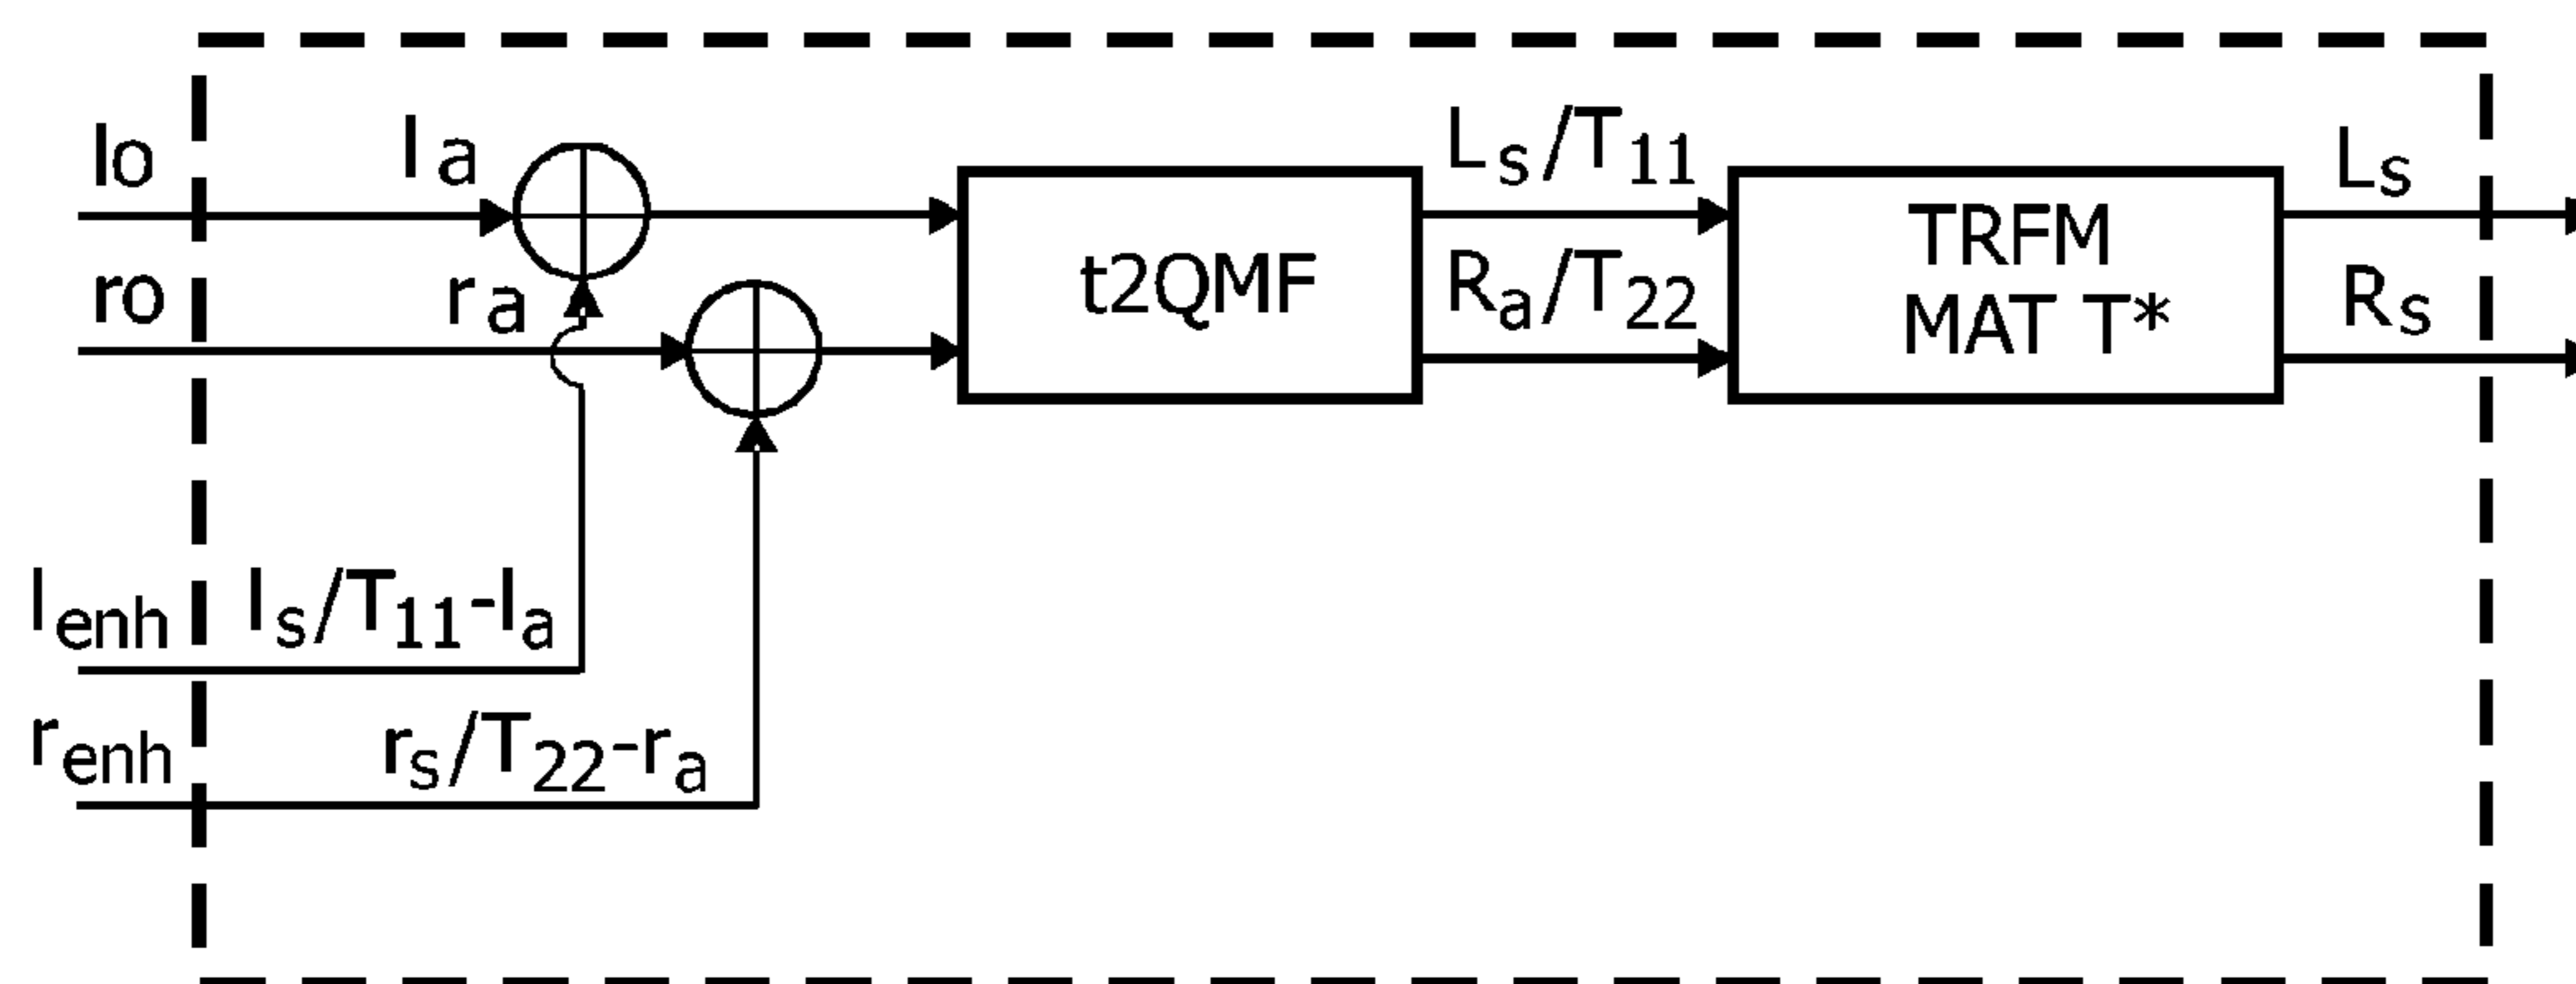 lo
la
ro
ra
t2QMF
Ls/T11
Ra/T22
TRFM
MAT T*
Ls
Rs
lenh
ls/T11-la
renh
rs/T22-ra